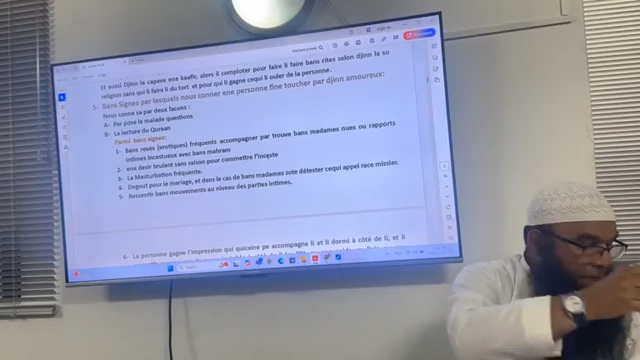 Et aussi Djinn la capave ene kaafir, alors li comploter pour faire li faire bans rites selon djinn la so
religion sans qui li faire li du tort et pour li gagne cequi li ouler de la personne.
5- Bans Signes par lesquels nous conner ene personne fine toucher par djinn amoureux:
Nous conne sa par deux facons :
A- Par pose le malade questions
B- La lecture du Quraan
Parmi bans signes:
1- Bans reves (erotiques) fréquents accompagner par trouve bans madames nues ou rapports
intimes incestueux avec bans mahram
2- ene desir brulant sans raison pour commettre l'inceste
3- La Masturbation fréquente.
4- Degout pour le mariage, et dans le cas de bans madames zote détester cequi appel race missier.
5- Ressentir bans mouvements au niveau des parties intimes.
6- La personne gagne l'impression qui quicaine pe accompagne li et li dormi à côté de li, et li